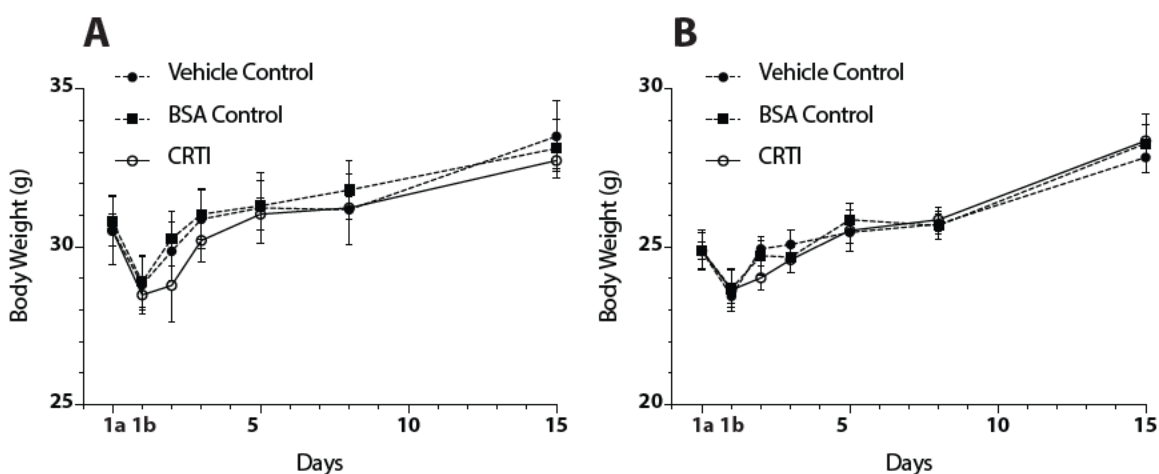 A
Vehicle Control
BSA Control
CRTI
35
30
25
Body Weight (g)
1a 1b 5 10 15
Days
B
Vehicle Control
BSA Control
CRTI
30
25
20
Body Weight (g)
1a 1b 5 10 15
Days